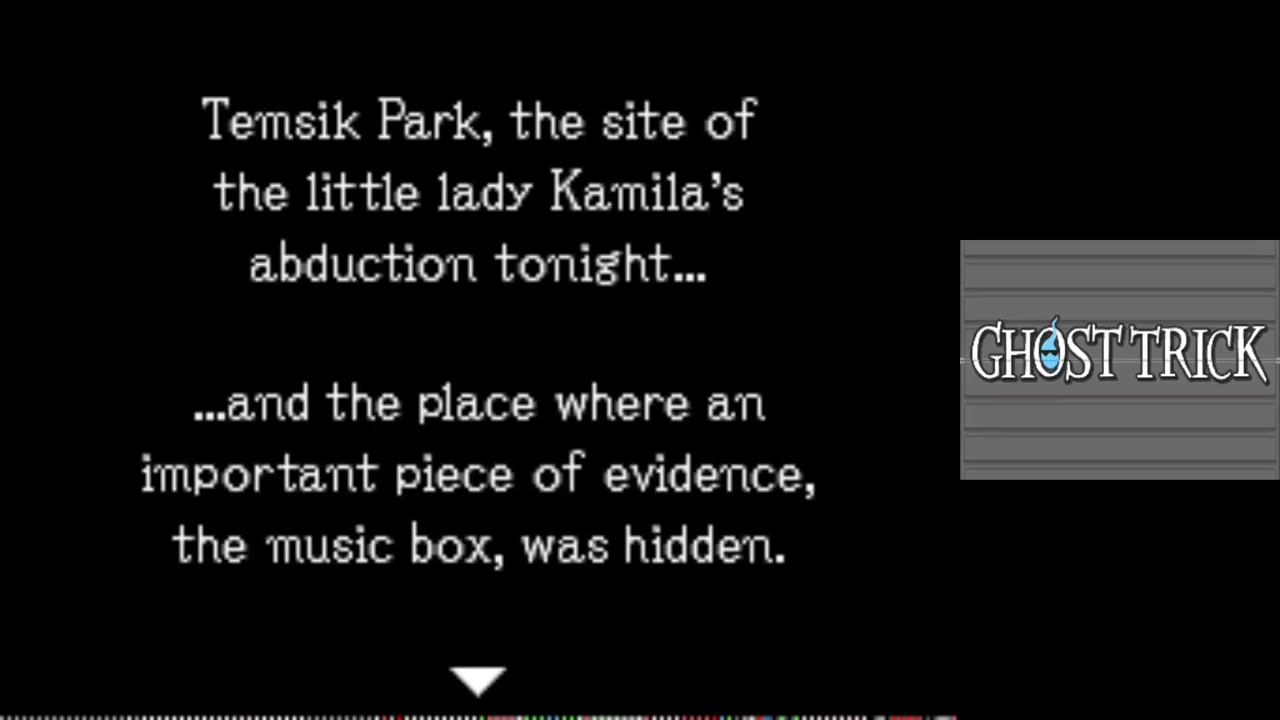 Temsik Park, the site of
the little lady Kamila's
abduction tonight...
...and the place where an
important piece of evidence,
the music box, was hidden.
GHOST TRICK